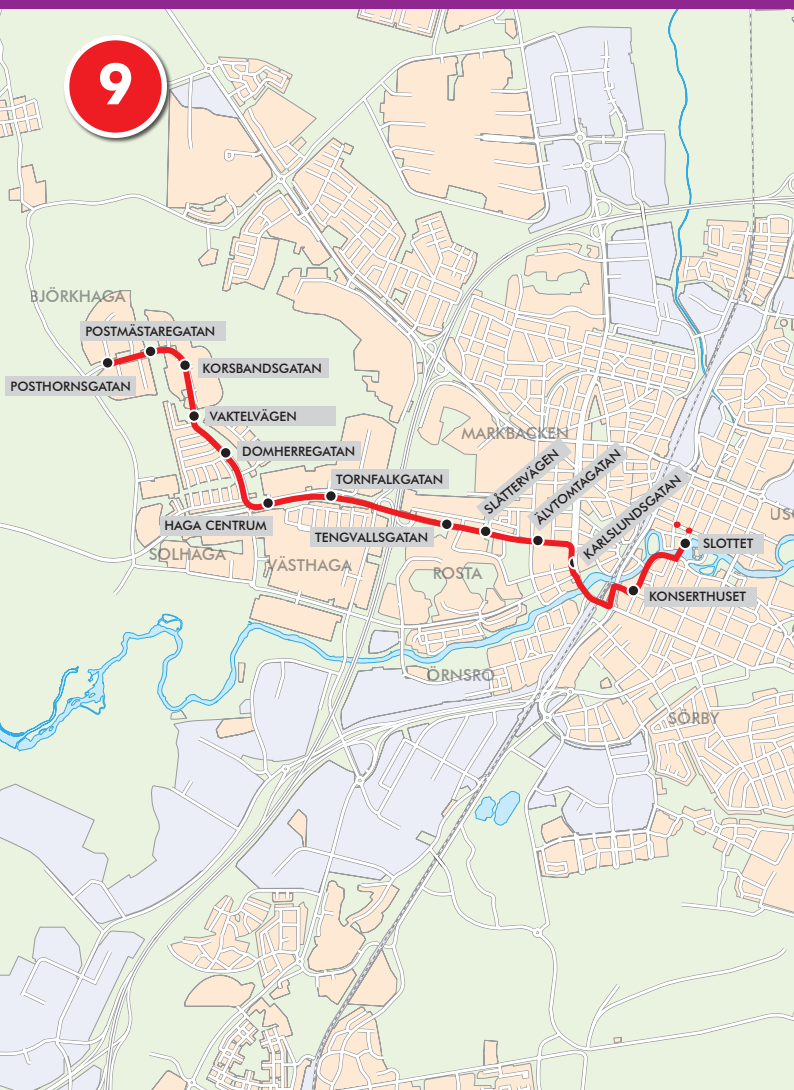 9
BJÖRKHAGA
POSTMÄSTAREGATAN
KORSBANDSGATAN
POSTHORNSGATAN
VAKTELVÄGEN
MARKBACKEN
DOMHERREGATAN
SLÅTTERVÄGEN
ÄLVTOMTAGATAN
KARLSLUNDSGATAN
TORNFALKGATAN
HAGA CENTRUM
TENGVALLSGATAN
SLOTTET
SOLHAGA
VÄSTHAGA
ROSTA
KONSERTHUSET
ÖRNSRO
SÖRBY